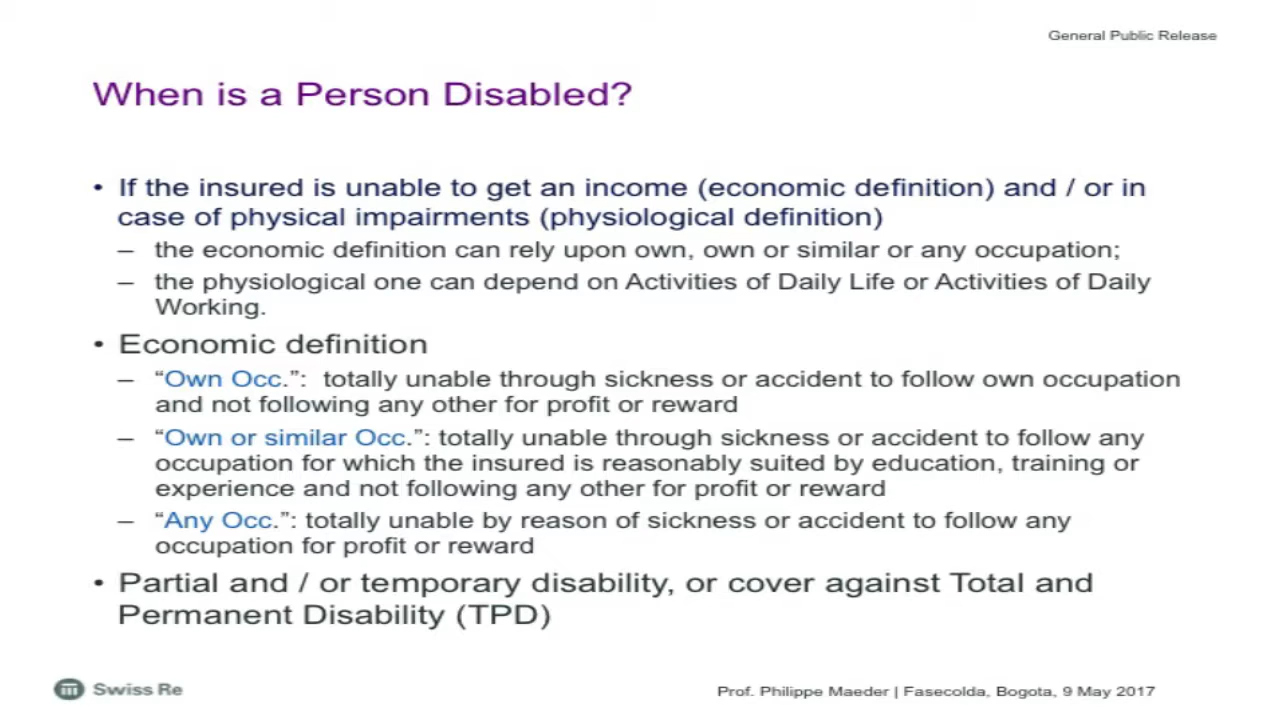 General Public Release
When is a Person Disabled?
• If the insured is unable to get an income (economic definition) and / or in
case of physical impairments (physiological definition)
– the economic definition can rely upon own, own or similar or any occupation;
– the physiological one can depend on Activities of Daily Life or Activities of Daily
Working.
• Economic definition
– “Own Occ.”: totally unable through sickness or accident to follow own occupation
and not following any other for profit or reward
– “Own or similar Occ.”: totally unable through sickness or accident to follow any
occupation for which the insured is reasonably suited by education, training or
experience and not following any other for profit or reward
– “Any Occ.”: totally unable by reason of sickness or accident to follow any
occupation for profit or reward
• Partial and / or temporary disability, or cover against Total and
Permanent Disability (TPD)
Swiss Re
Prof. Philippe Maeder | Fasecolda, Bogota, 9 May 2017